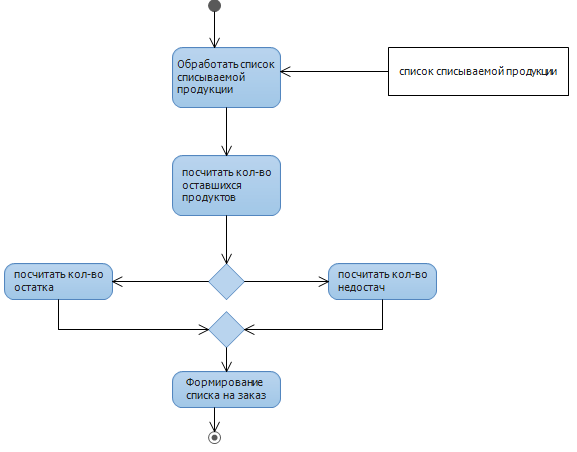 Обработать список
списываемой
продукции
список списываемой продукции
посчитать кол-во
оставшихся
продуктов
посчитать кол-во
остатка
посчитать кол-во
недостач
Формирование
списка на заказ